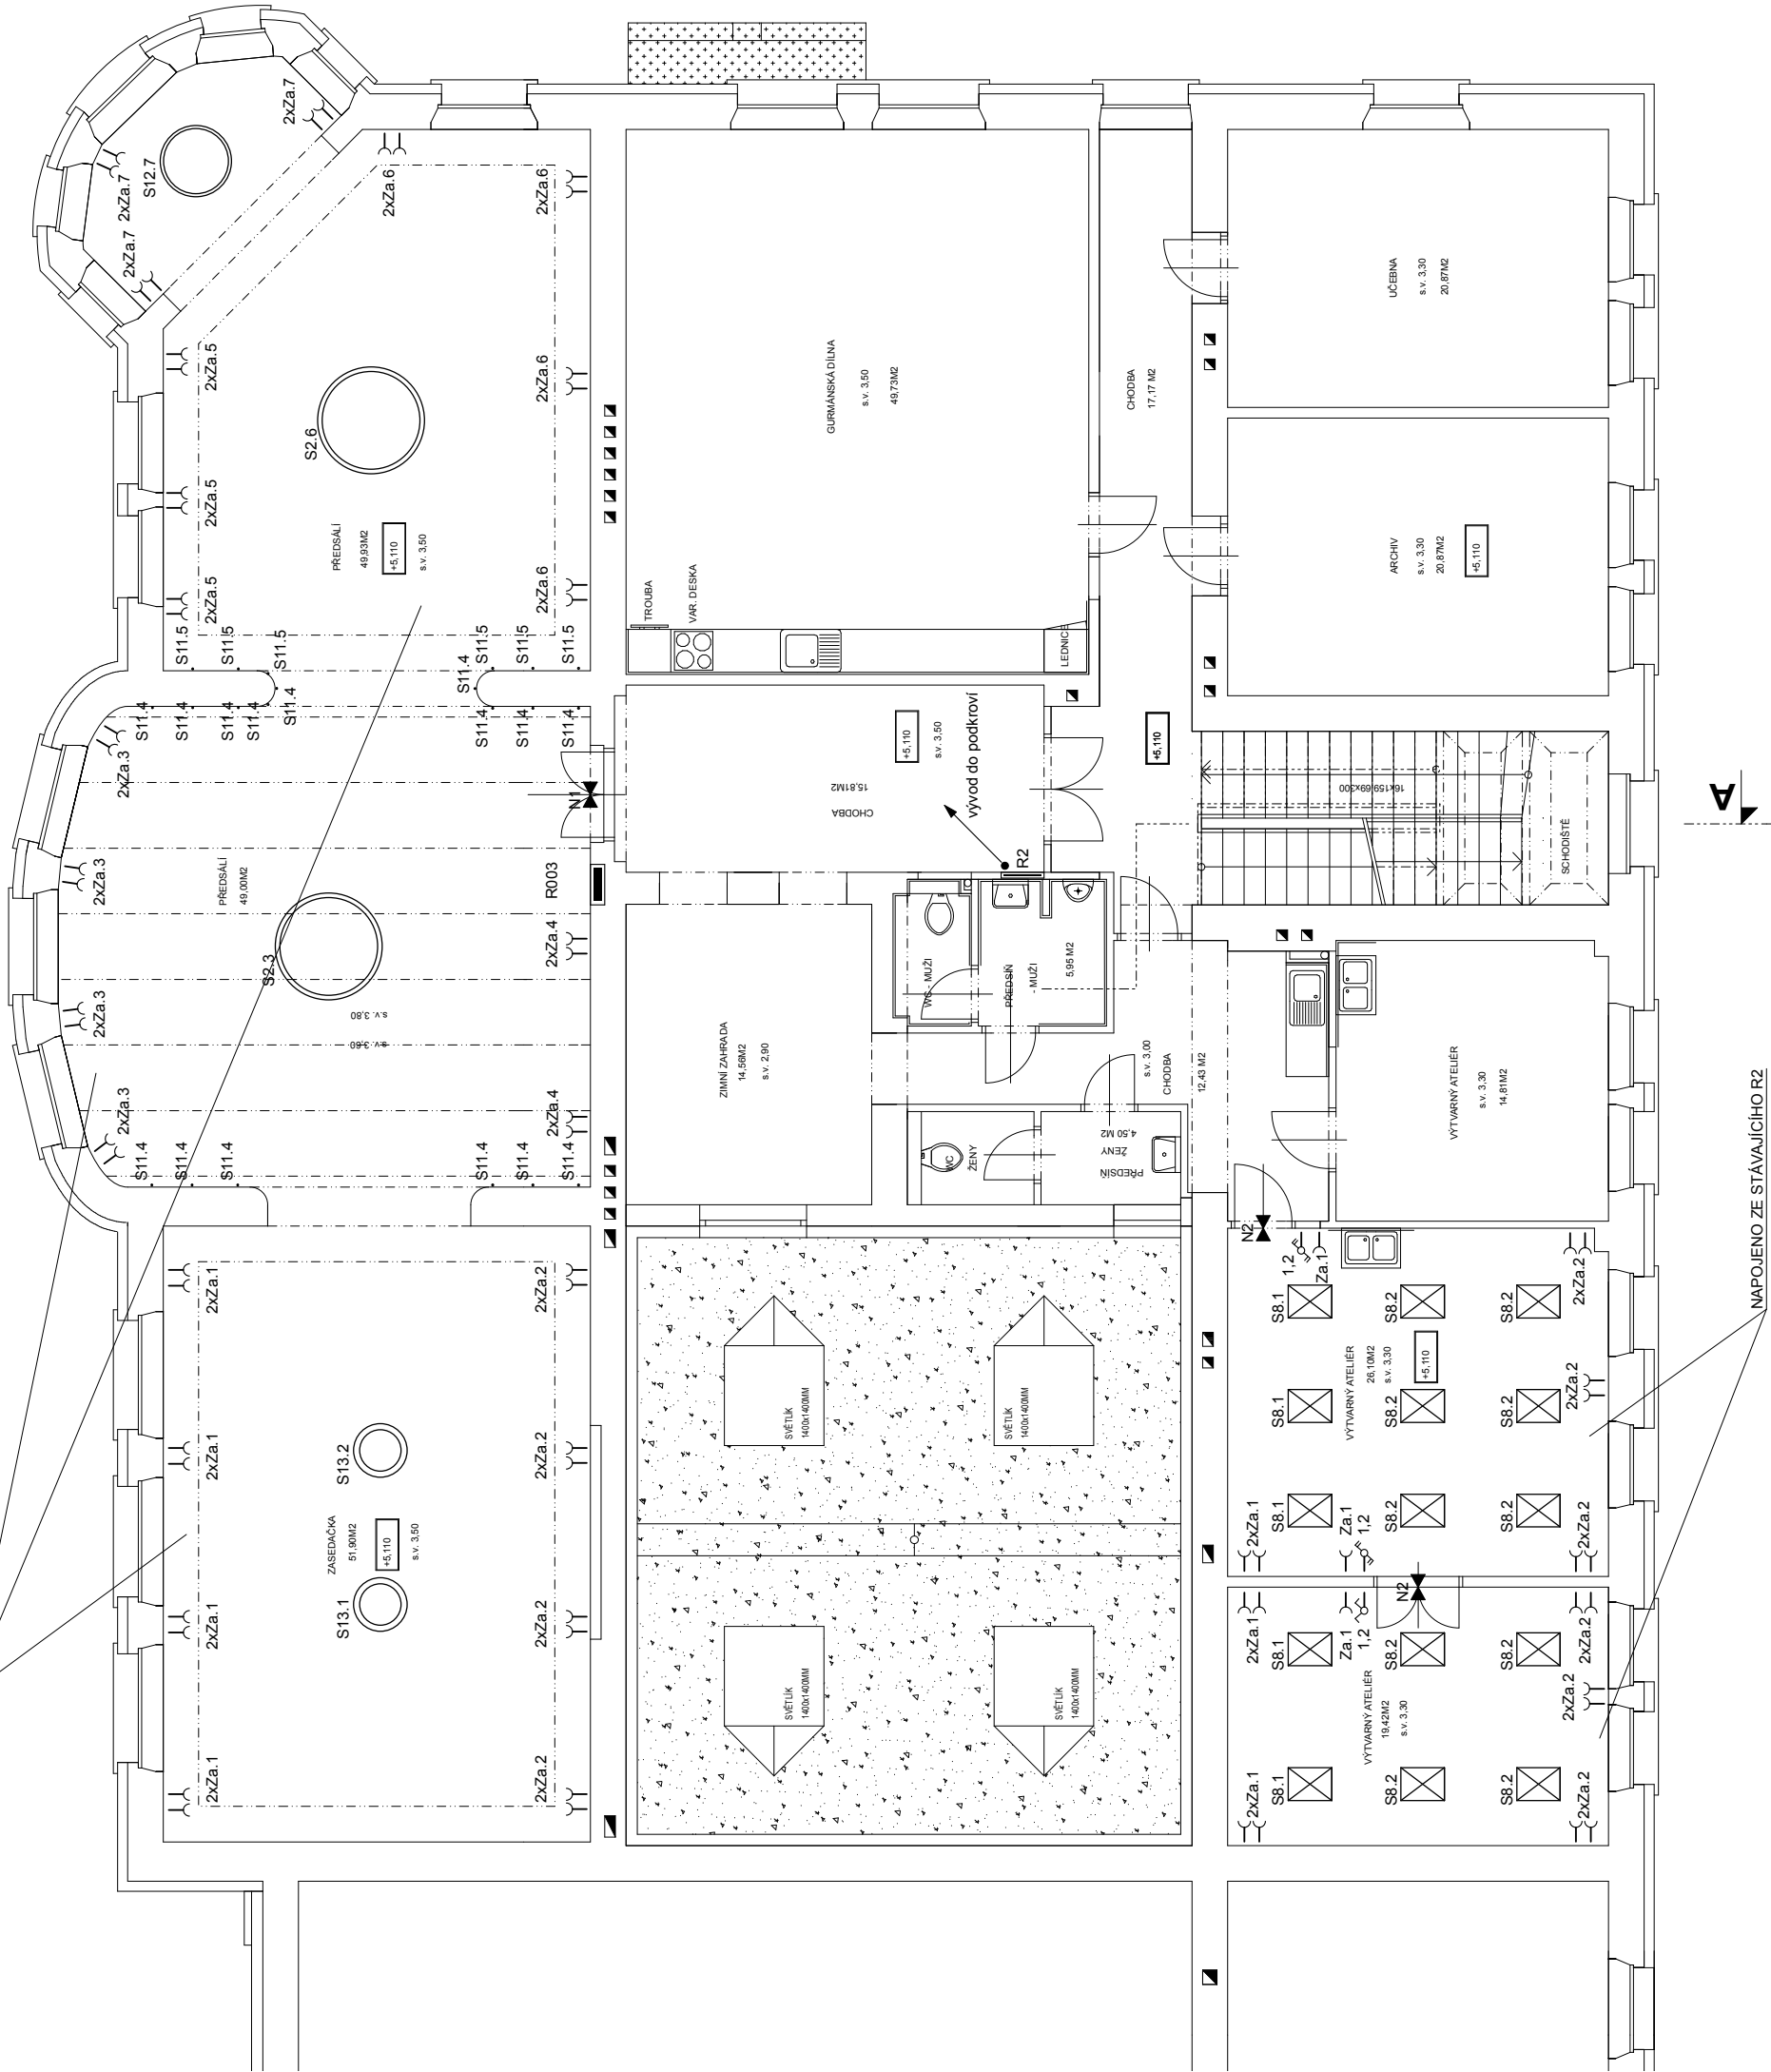 2xZa.7
S12.7
2xZa.7
2xZa.7
2xZa.6
2xZa.6
2xZa.5
2xZa.6
S2.6
2xZa.5
PŘEDSÁLÍ
49,93M2
+5,110
s.v. 3,50
2xZa.5
2xZa.6
S11.5
S11.5
S11.5
S11.5
S11.5
S11.5
S11.4
S11.4
S11.4
S11.4
S11.4
S11.4
S11.4
S11.4
S11.4
2xZa.3
N1
PŘEDSÁLÍ
49,00M2
2xZa.3
R003
S2.3
2xZa.4
2xZa.3
s.v. 3,80
s.v. 3,60
2xZa.3
2xZa.4
S11.4
S11.4
S11.4
S11.4
S11.4
S11.4
2xZa.1
2xZa.2
2xZa.1
S13.2
2xZa.2
ZASEDAČKA
51,90M2
+5,110
s.v. 3,50
2xZa.1
S13.1
2xZa.2
2xZa.1
2xZa.2
GURMÁNSKÁ DÍLNA
s.v. 3,50
49,73M2
TROUBA
VAR. DESKA
LEDNICE
CHODBA
17,17 M2
UČEBNA
s.v. 3,30
20,87M2
ARCHIV
s.v. 3,30
20,87M2
+5,110
+5,110
s.v. 3,50
CHODBA
15,81M2
vývod do podkroví
R2
+5,110
16x159,69x300
SCHODIŠTĚ
A
WC - MUŽI
PŘEDSÍŇ
- MUŽI
5,95 M2
ZIMNÍ ZAHRADA
14,56M2
s.v. 2,90
s.v. 3,00
CHODBA
12,43 M2
WC
ŽENY
PŘEDSÍŇ
ŽENY
4,50 M2
VÝTVARNÝ ATELIÉR
s.v. 3,30
14,81M2
SVĚTLÍK
1400x1400MM
SVĚTLÍK
1400x1400MM
SVĚTLÍK
1400x1400MM
SVĚTLÍK
1400x1400MM
N2
1,2
Za.1
2xZa.2
S8.1
S8.2
S8.2
VÝTVARNÝ ATELIÉR
26,10M2
s.v. 3,30
+5,110
2xZa.2
S8.1
S8.2
S8.2
2xZa.1
S8.1
Za.1
1,2
S8.2
S8.2
2xZa.2
N2
2xZa.1
S8.1
Za.1
1,2
S8.2
S8.2
2xZa.2
VÝTVARNÝ ATELIÉR
19,42M2
s.v. 3,30
2xZa.2
2xZa.1
S8.1
S8.2
S8.2
2xZa.2
NAPOJENO ZE STÁVAJÍCÍHO R2